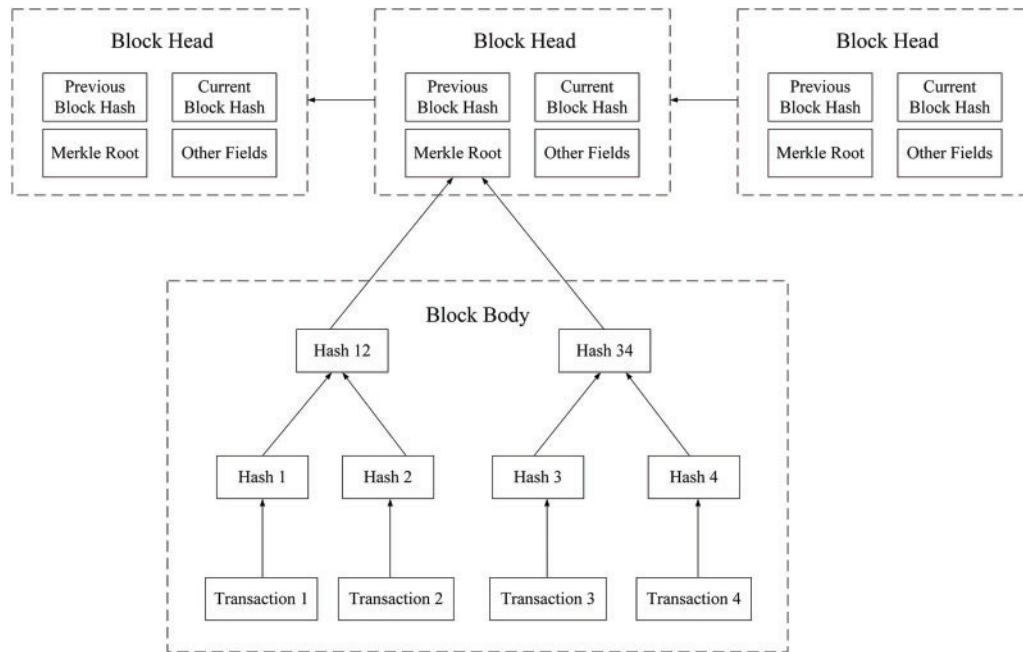 Block Head
Block Head
Block Head
Previous
Block Hash
Current
Block Hash
Previous
Block Hash
Current
Block Hash
Previous
Block Hash
Current
Block Hash
Merkle Root
Other Fields
Merkle Root
Other Fields
Merkle Root
Other Fields
Block Body
Hash 12
Hash 34
Hash 1
Hash 2
Hash 3
Hash 4
Transaction 1
Transaction 2
Transaction 3
Transaction 4